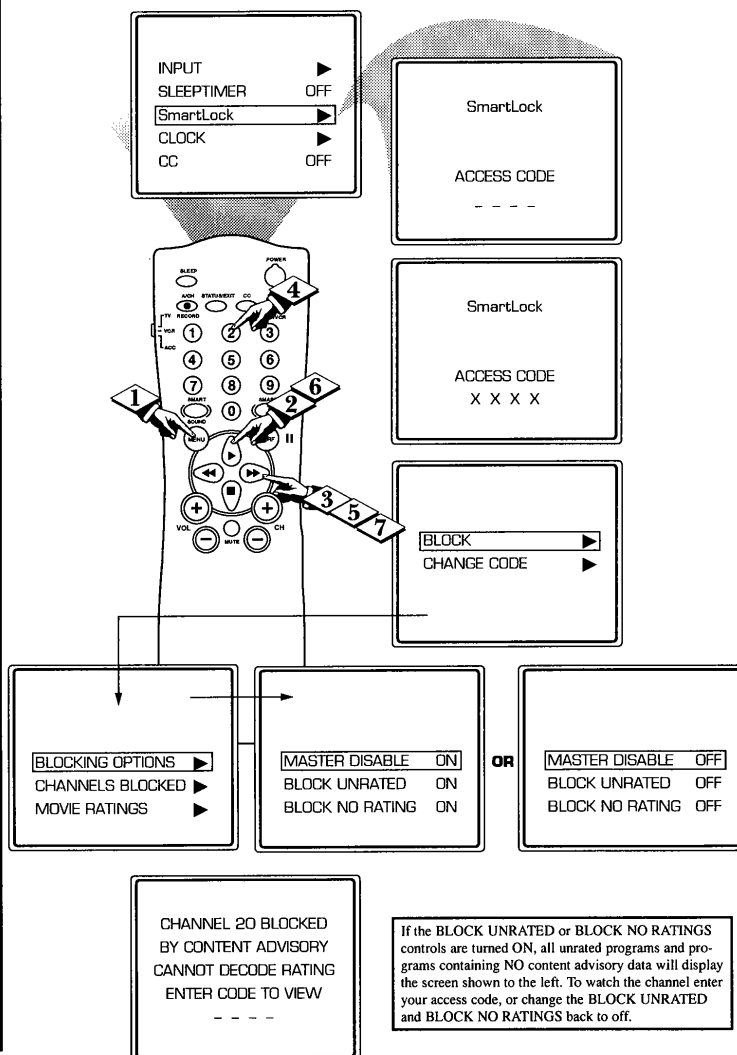 INPUT ▶
SLEEPTIMER OFF
SmartLock ▶
CLOCK ▶
CC OFF
SmartLock
ACCESS CODE
_ _ _ _
SmartLock
ACCESS CODE
X X X X
SLEEP
POWER
A/CH STATUS/EXIT CC
TV RECORD
VCR
ACC
1 2 3
4 5 6
7 8 9
SMART
0
SOUND
MENU
VOL
MUTE
CH
4
1
2 6
3 5 7
BLOCK ▶
CHANGE CODE ▶
BLOCKING OPTIONS ▶
CHANNELS BLOCKED ▶
MOVIE RATINGS ▶
MASTER DISABLE ON
BLOCK UNRATED ON
BLOCK NO RATING ON
OR
MASTER DISABLE OFF
BLOCK UNRATED OFF
BLOCK NO RATING OFF
CHANNEL 20 BLOCKED
BY CONTENT ADVISORY
CANNOT DECODE RATING
ENTER CODE TO VIEW
_ _ _ _
If the BLOCK UNRATED or BLOCK NO RATINGS
controls are turned ON, all unrated programs and pro-
grams containing NO content advisory data will display
the screen shown to the left. To watch the channel enter
your access code, or change the BLOCK UNRATED
and BLOCK NO RATINGS back to off.